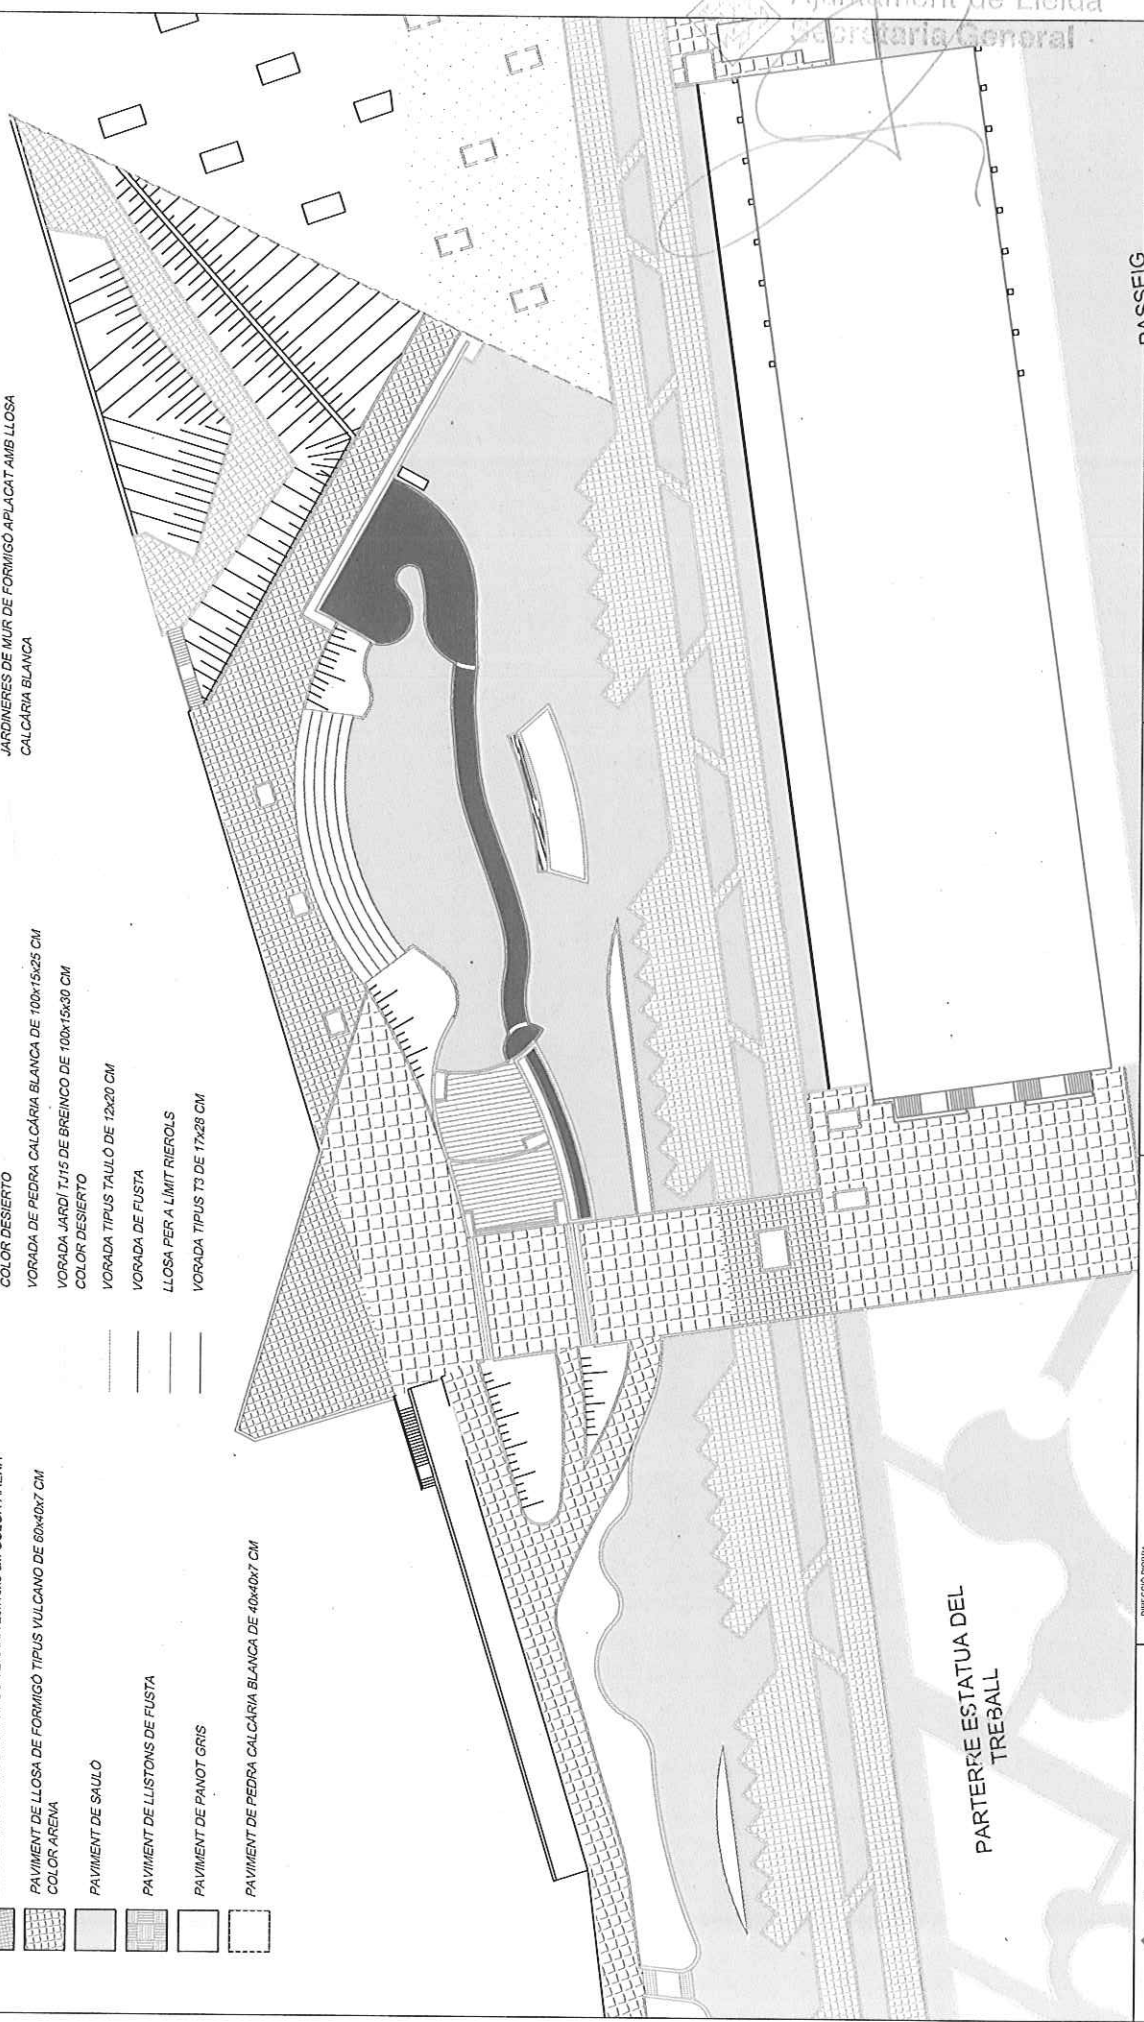 PAVIMENT DE LLOSA DE FORMIGÓ TIPUS VULCANO DE 60x40x7 CM
COLOR ARENA
PAVIMENT DE SAULÓ
PAVIMENT DE LLISTONS DE FUSTA
PAVIMENT DE PANOT GRIS
PAVIMENT DE PEDRA CALCÀRIA BLANCA DE 40x40x7 CM
COLOR DESIERTO
VORADA DE PEDRA CALCÀRIA BLANCA DE 100x15x25 CM
VORADA JARDÍ TJ15 DE BREINCO DE 100x15x30 CM
COLOR DESIERTO
VORADA TIPUS TAULÓ DE 12x20 CM
VORADA DE FUSTA
LLOSA PER A LÍMIT RIEROLS
VORADA TIPUS T3 DE 17x28 CM
JARDINERES DE MUR DE FORMIGÓ APLACAT AMB LLOSA
CALCÀRIA BLANCA
Ajuntament de Lleida
Secretaria General
PARTERRE ESTATUA DEL
TREBALL
PASSEIG